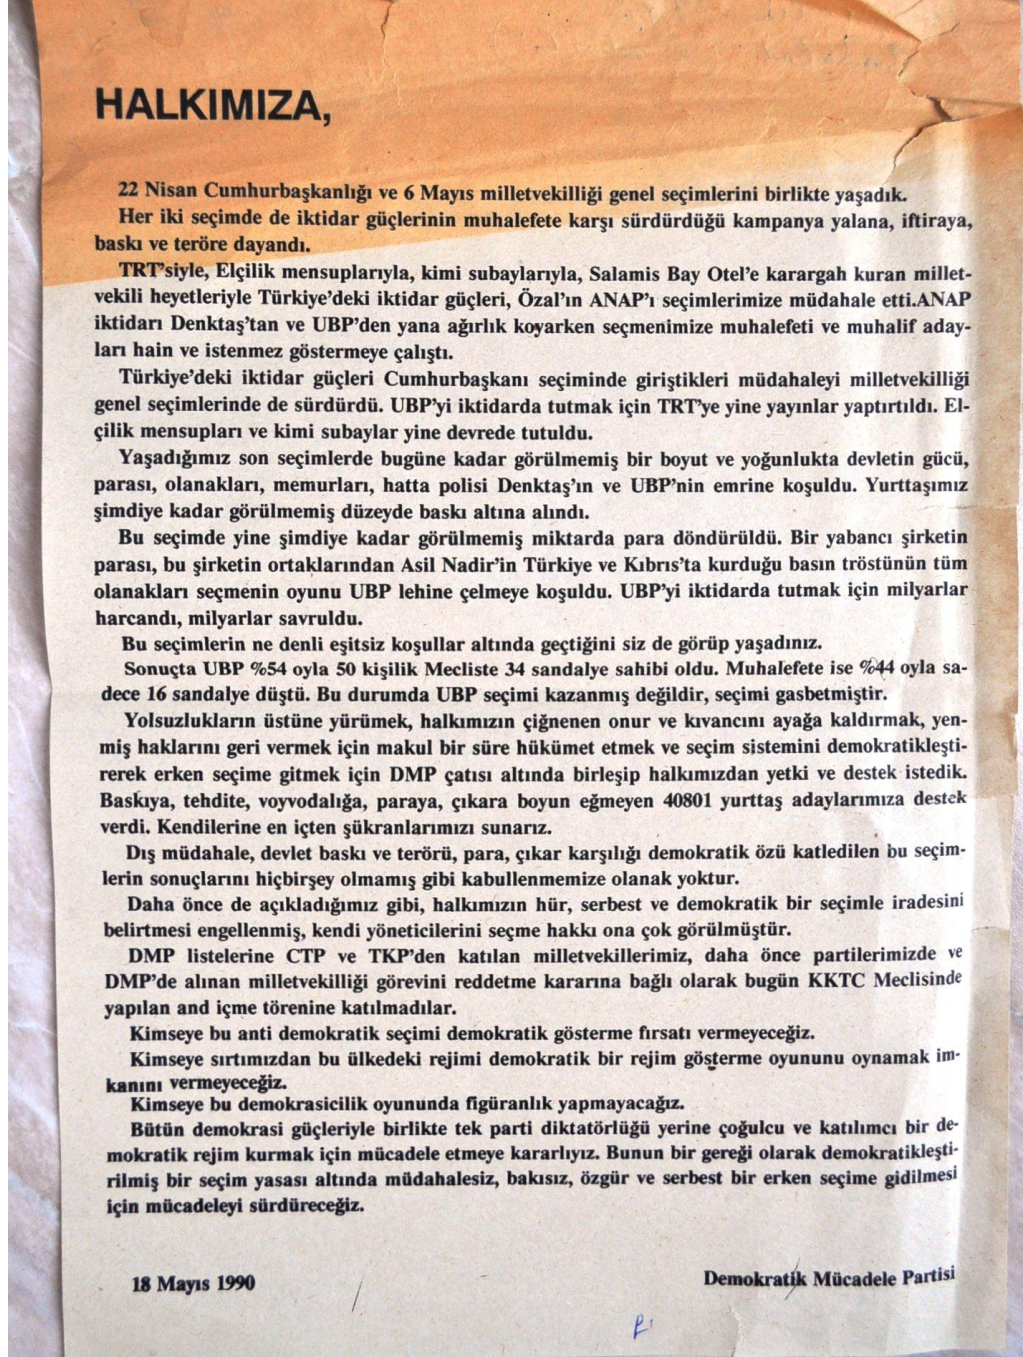 HALKIMIZA,
22 Nisan Cumhurbaşkanlığı ve 6 Mayıs milletvekilliği genel seçimlerini birlikte yaşadık.
Her iki seçimde de iktidar güçlerinin muhalefete karşı sürdürdüğü kampanya yalana, iftiraya,
baskı ve teröre dayandı.
TRT'siyle, Elçilik mensuplarıyla, kimi subaylarıyla, Salamis Bay Otel'e karargah kuran millet-
vekili heyetleriyle Türkiye'deki iktidar güçleri, Özal'ın ANAP'ı seçimlerimize müdahale etti.ANAP
iktidarı Denktaş'tan ve UBP'den yana ağırlık koyarken seçmenimize muhalefeti ve muhalif aday-
ları hain ve istenmez göstermeye çalıştı.
Türkiye'deki iktidar güçleri Cumhurbaşkanı seçiminde giriştikleri müdahaleyi milletvekilliği
genel seçimlerinde de sürdürdü. UBP'yi iktidarda tutmak için TRT'ye yine yayınlar yaptırtıldı. El-
çilik mensupları ve kimi subaylar yine devrede tutuldu.
Yaşadığımız son seçimlerde bugüne kadar görülmemiş bir boyut ve yoğunlukta devletin gücü,
parası, olanakları, memurları, hatta polisi Denktaş'ın ve UBP'nin emrine koşuldu. Yurttaşımız
şimdiye kadar görülmemiş düzeyde baskı altına alındı.
Bu seçimde yine şimdiye kadar görülmemiş miktarda para döndürüldü. Bir yabancı şirketin
parası, bu şirketin ortaklarından Asil Nadir'in Türkiye ve Kıbrıs'ta kurduğu basın tröstünün tüm
olanakları seçmenin oyunu UBP lehine çelmeye koşuldu. UBP'yi iktidarda tutmak için milyarlar
harcandı, milyarlar savruldu.
Bu seçimlerin ne denli eşitsiz koşullar altında geçtiğini siz de görüp yaşadınız.
Sonuçta UBP %54 oyla 50 kişilik Mecliste 34 sandalye sahibi oldu. Muhalefete ise %44 oyla sa-
dece 16 sandalye düştü. Bu durumda UBP seçimi kazanmış değildir, seçimi gasbetmiştir.
Yolsuzlukların üstüne yürümek, halkımızın çiğnenen onur ve kıvancını ayağa kaldırmak, yen-
miş haklarını geri vermek için makul bir süre hükümet etmek ve seçim sistemini demokratikleşti-
rerek erken seçime gitmek için DMP çatısı altında birleşip halkımızdan yetki ve destek istedik.
Baskıya, tehdite, voyvodalığa, paraya, çıkara boyun eğmeyen 40801 yurttaş adaylarımıza destek
verdi. Kendilerine en içten şükranlarımızı sunarız.
Dış müdahale, devlet baskı ve terörü, para, çıkar karşılığı demokratik özü katledilen bu seçim-
lerin sonuçlarını hiçbirşey olmamış gibi kabullenmemize olanak yoktur.
Daha önce de açıkladığımız gibi, halkımızın hür, serbest ve demokratik bir seçimle iradesini
belirtmesi engellenmiş, kendi yöneticilerini seçme hakkı ona çok görülmüştür.
DMP listelerine CTP ve TKP'den katılan milletvekillerimiz, daha önce partilerimizde ve
DMP'de alınan milletvekilliği görevini reddetme kararına bağlı olarak bugün KKTC Meclisinde
yapılan and içme törenine katılmadılar.
Kimseye bu anti demokratik seçimi demokratik gösterme fırsatı vermeyeceğiz.
Kimseye sırtımızdan bu ülkedeki rejimi demokratik bir rejim gösterme oyununu oynamak im-
kanını vermeyeceğiz.
Kimseye bu demokrasicilik oyununda figüranlık yapmayacağız.
Bütün demokrasi güçleriyle birlikte tek parti diktatörlüğü yerine çoğulcu ve katılımcı bir de-
mokratik rejim kurmak için mücadele etmeye kararlıyız. Bunun bir gereği olarak demokratikleşti-
rilmiş bir seçim yasası altında müdahalesiz, bakısız, özgür ve serbest bir erken seçime gidilmesi
için mücadeleyi sürdüreceğiz.
18 Mayıs 1990
Demokratik Mücadele Partisi